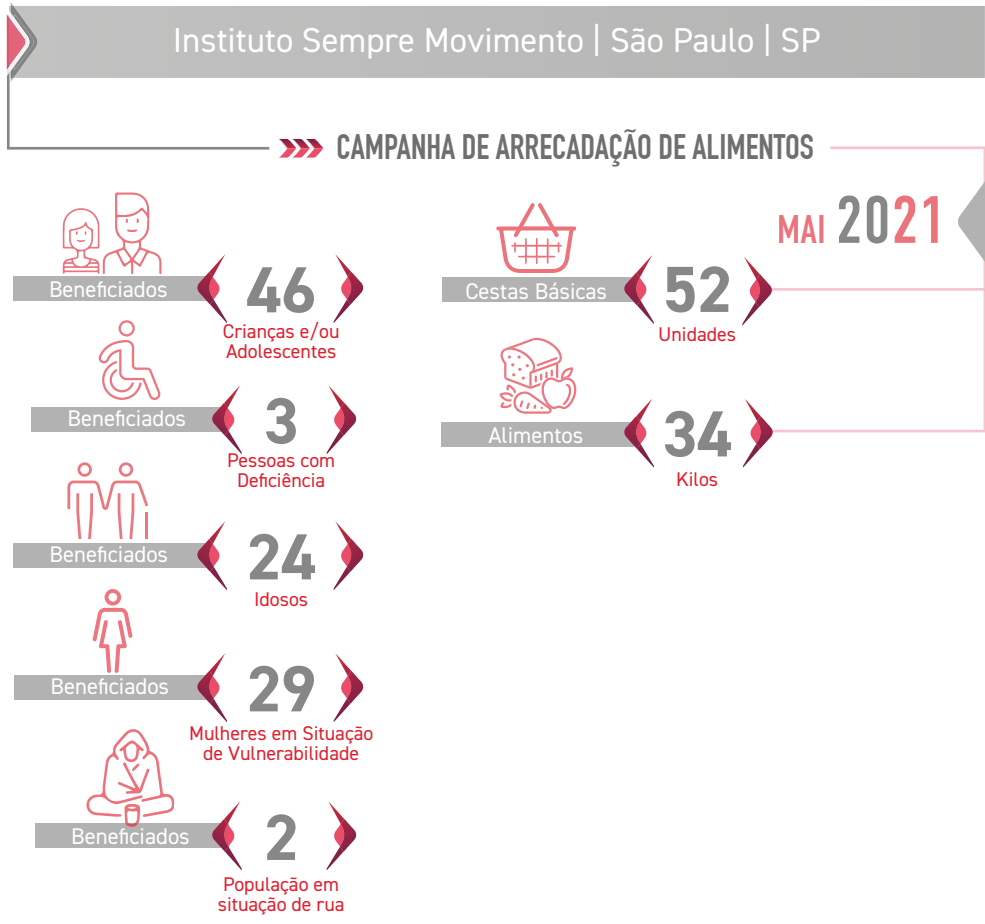 Instituto Sempre Movimento | São Paulo | SP
CAMPANHA DE ARRECADAÇÃO DE ALIMENTOS
MAI 2021
Beneficiados
46
Crianças e/ou
Adolescentes
Beneficiados
3
Pessoas com
Deficiência
Beneficiados
24
Idosos
Beneficiados
29
Mulheres em Situação
de Vulnerabilidade
Beneficiados
2
População em
situação de rua
Cestas Básicas
52
Unidades
Alimentos
34
Kilos